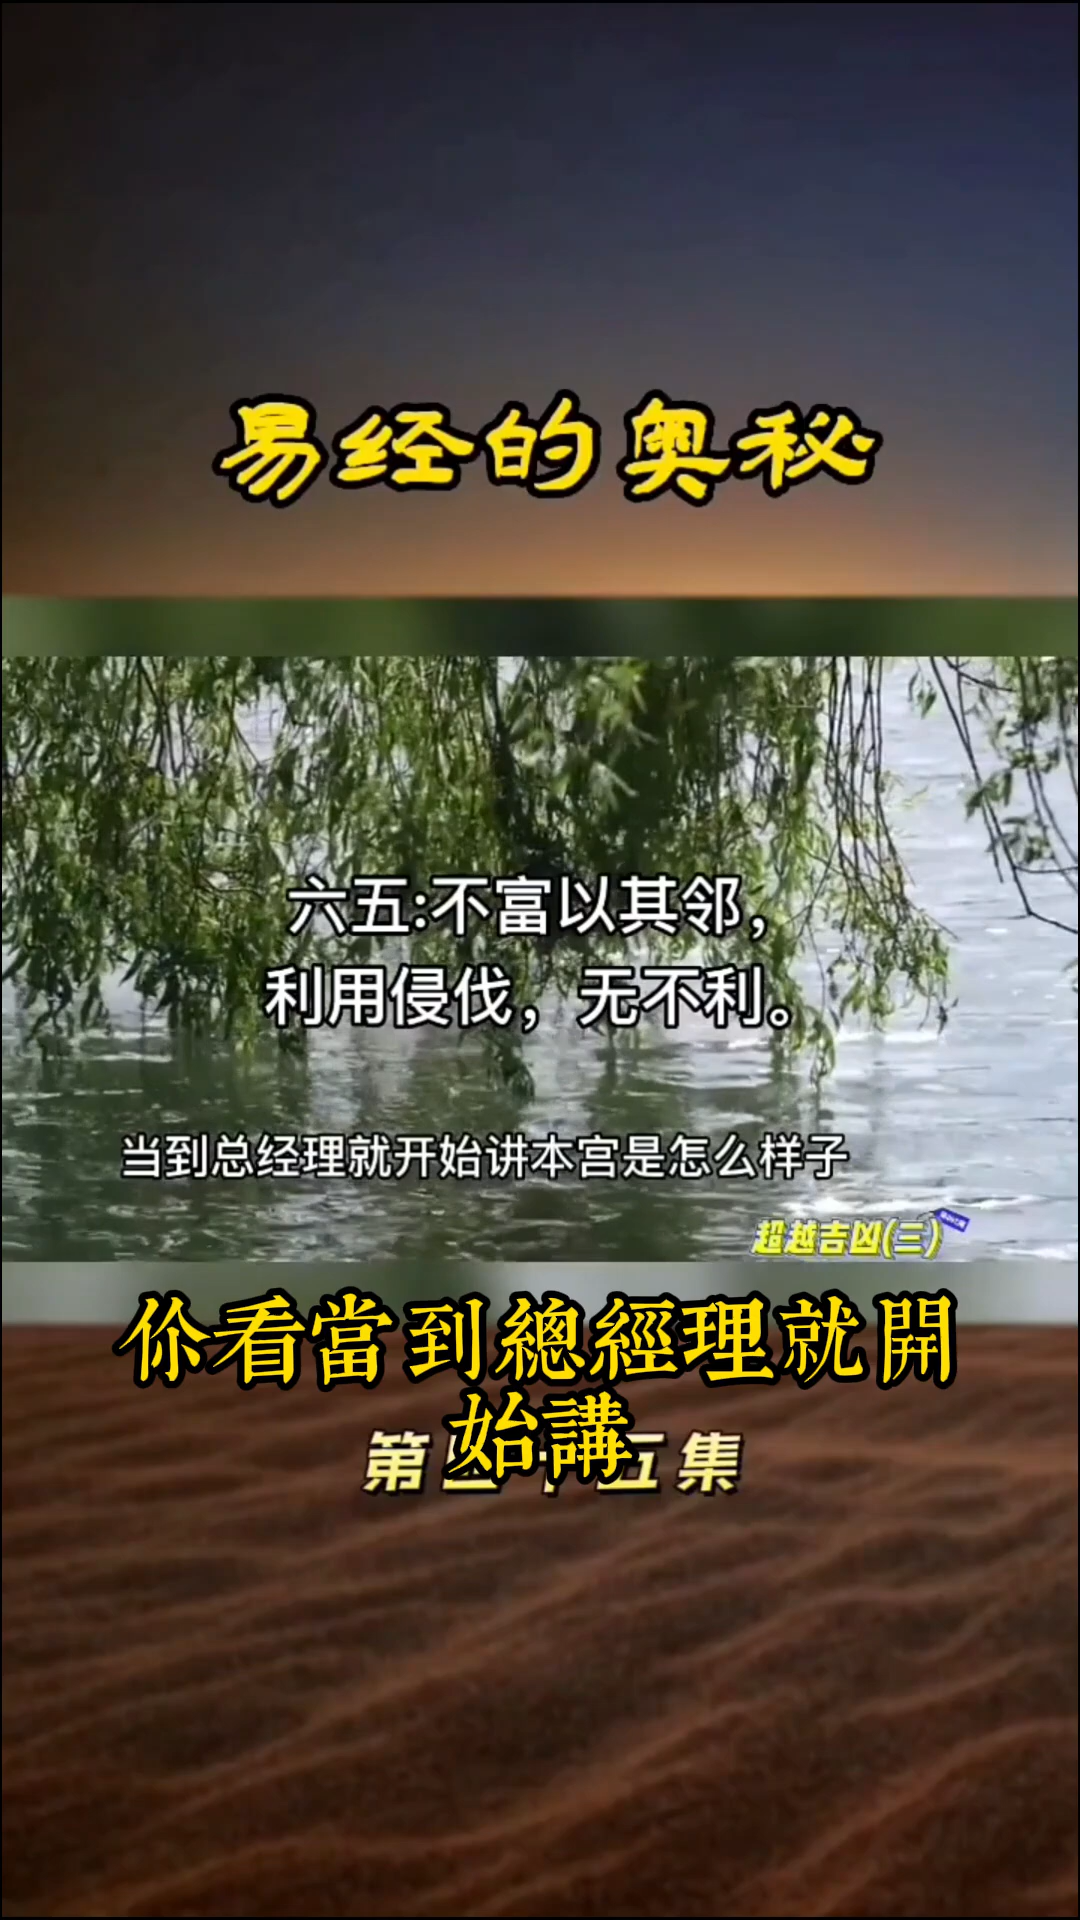 易经的奥秘
六五:不富以其邻，
利用侵伐，无不利。
当到总经理就开始讲本宫是怎么样子
超越吉凶(三)
你看當到總經理就開
始講
第 五集